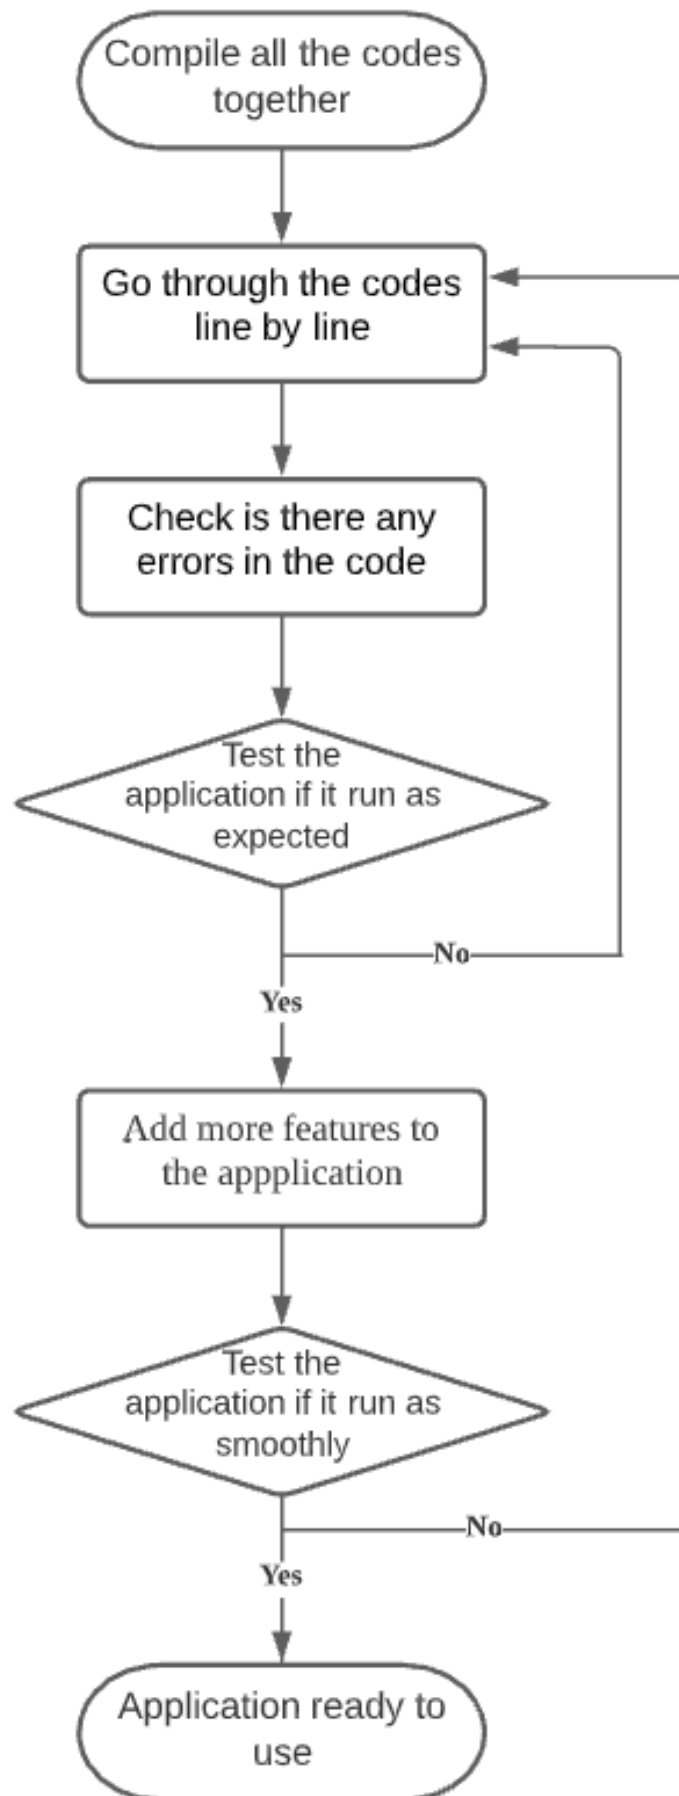 Compile all the codes
together
Go through the codes
line by line
Check is there any
errors in the code
Test the
application if it run as
expected
No
Yes
Add more features to
the appplication
Test the
application if it run as
smoothly
No
Yes
Application ready to
use